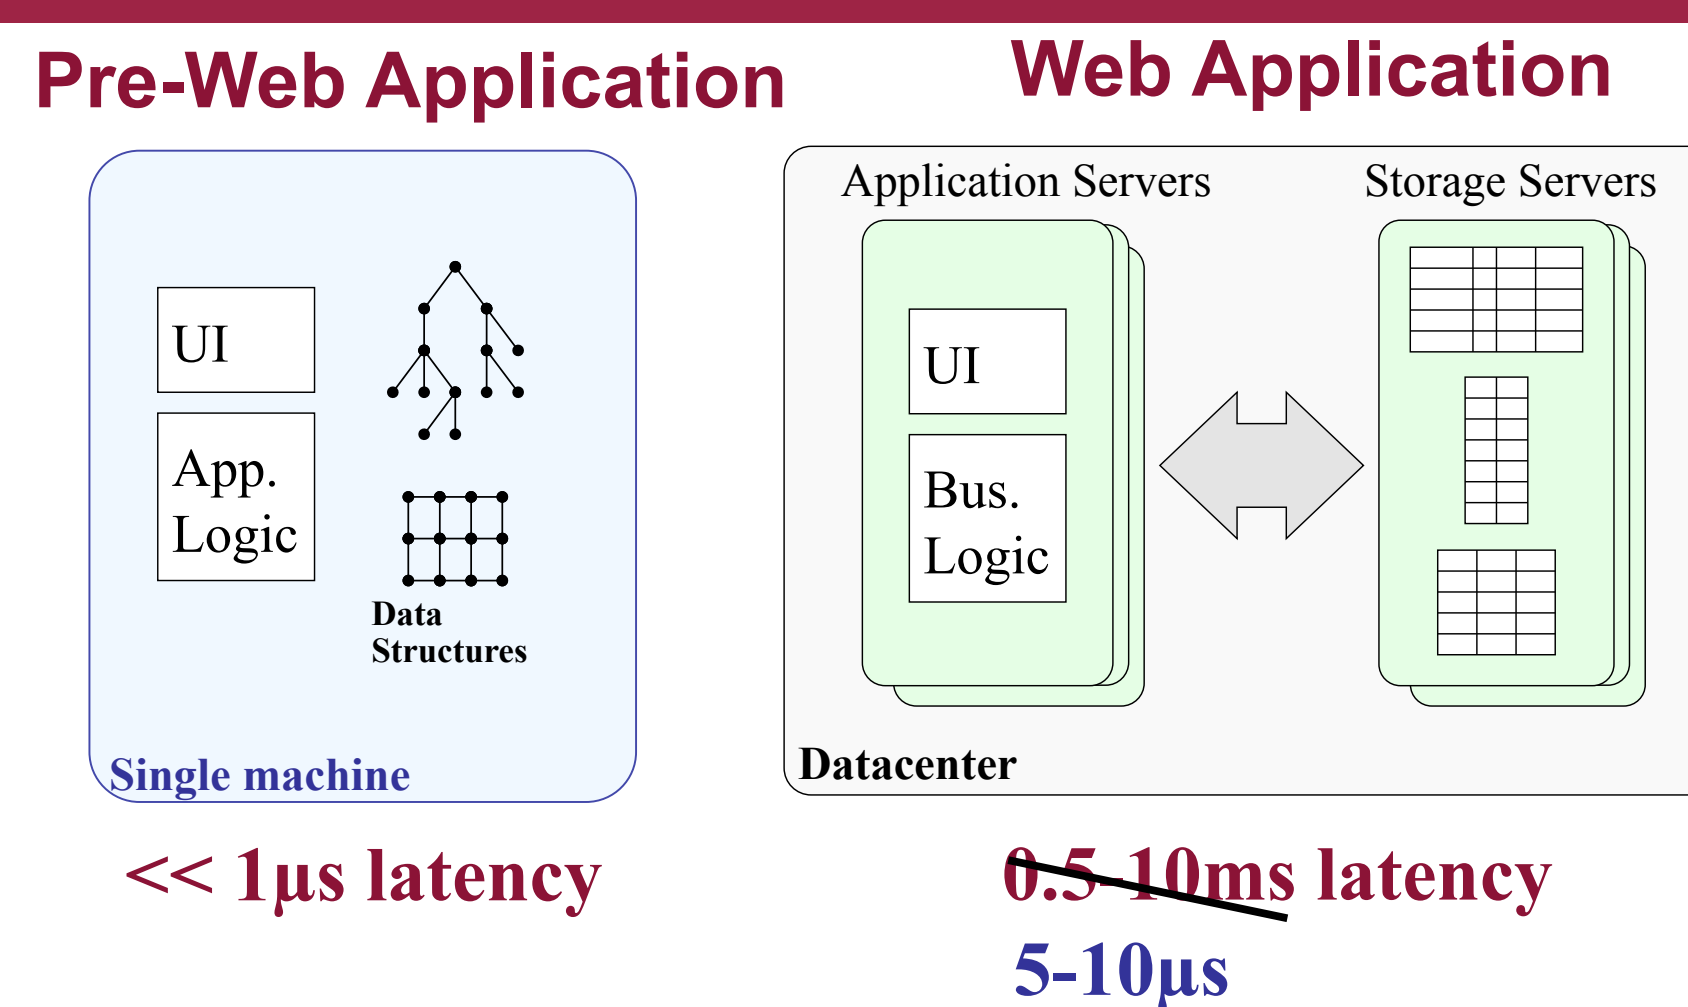 Pre-Web Application
Web Application
UI
App.
Logic
Data
Structures
Single machine
<< 1µs latency
Application Servers
Storage Servers
UI
Bus.
Logic
Datacenter
0.5-10ms latency
5-10µs